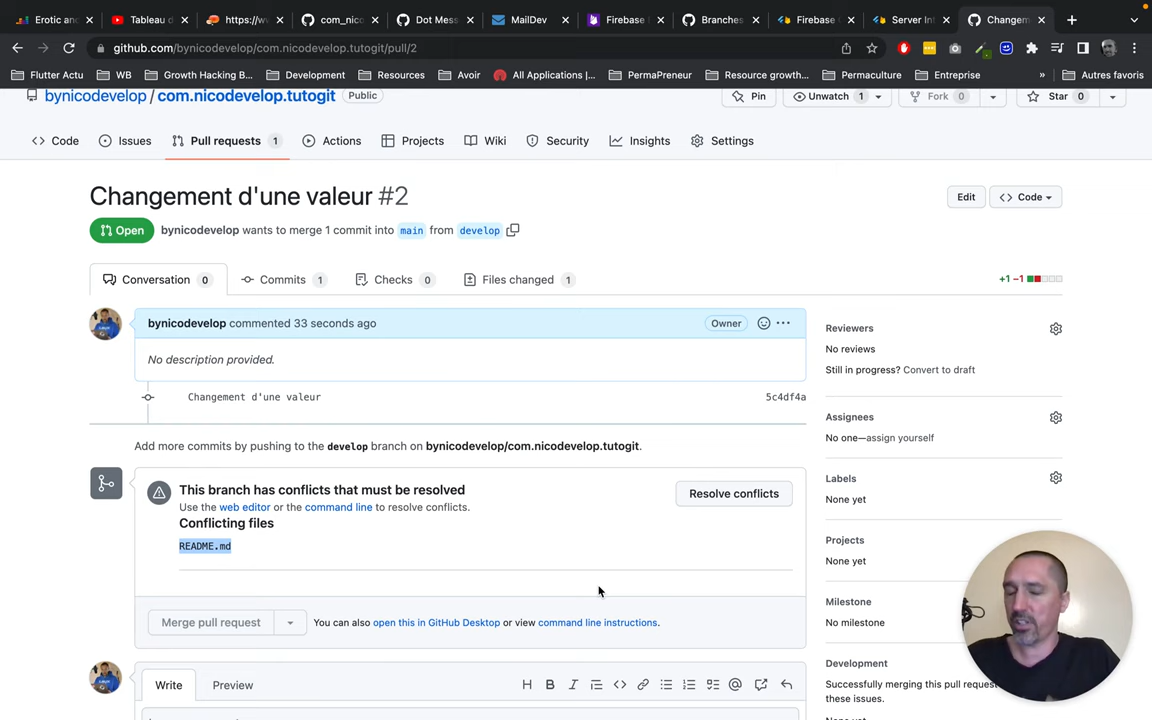 Erotic and
Tableau d
https://w
com_nico
Dot Mess
MailDev
Firebase
Branches
Firebase
Server In
Changem
github.com/bynicodevelop/com.nicodevelop.tutogit/pull/2
Flutter Actu
WB
Growth Hacking B...
Development
Resources
Avoir
All Applications |...
PermaPreneur
Resource growth...
Permaculture
Entreprise
»
Autres favoris
bynicodevelop / com.nicodevelop.tutogit Public
Pin
Unwatch 1
Fork 0
Star 0
Code
Issues
Pull requests 1
Actions
Projects
Wiki
Security
Insights
Settings
Changement d'une valeur #2
Edit
Code
Open
bynicodevelop wants to merge 1 commit into main from develop
Conversation 0
Commits 1
Checks 0
Files changed 1
+1 −1
bynicodevelop commented 33 seconds ago
Owner
No description provided.
Changement d'une valeur
5c4df4a
Add more commits by pushing to the develop branch on bynicodevelop/com.nicodevelop.tutogit.
This branch has conflicts that must be resolved
Use the web editor or the command line to resolve conflicts.
Conflicting files
README.md
Resolve conflicts
Merge pull request
You can also open this in GitHub Desktop or view command line instructions.
Write
Preview
Reviewers
No reviews
Still in progress? Convert to draft
Assignees
No one—assign yourself
Labels
None yet
Projects
None yet
Milestone
No milestone
Development
Successfully merging this pull request
these issues.